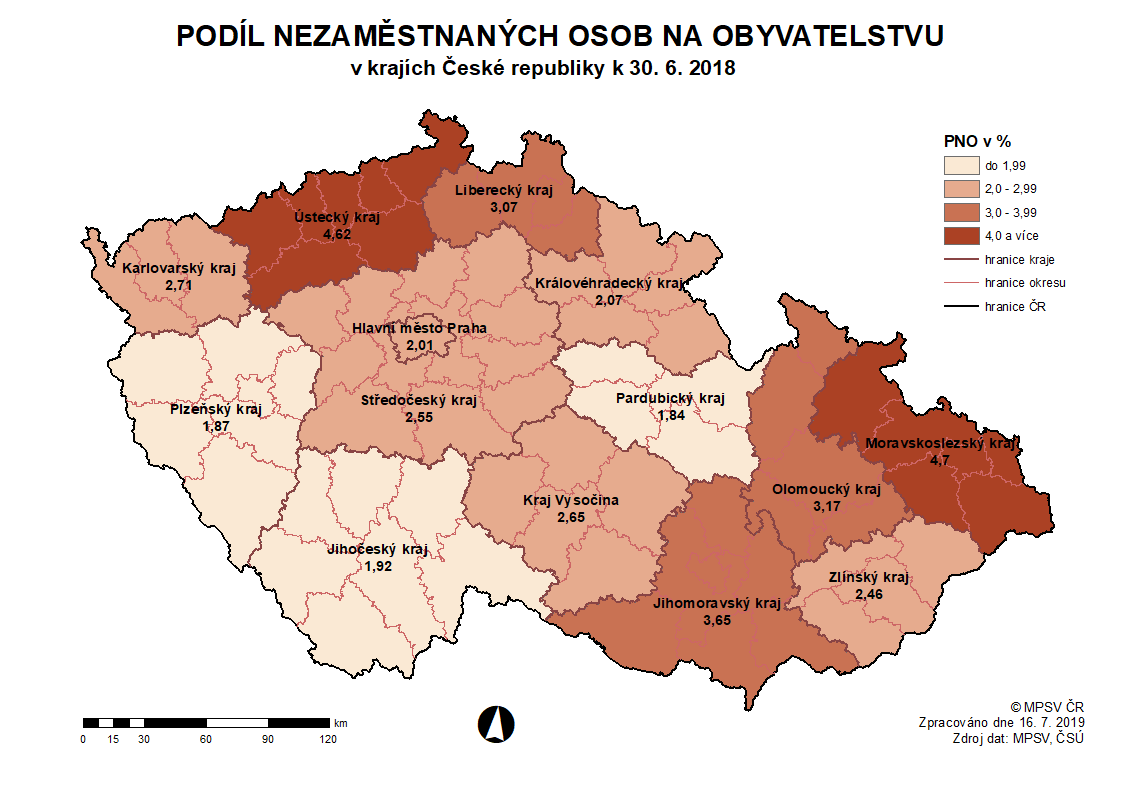 PODÍL NEZAMĚSTNANÝCH OSOB NA OBYVATELSTVU
v krajích České republiky k 30. 6. 2018
PNO v %
do 1,99
2,0 - 2,99
3,0 - 3,99
4,0 a více
hranice kraje
hranice okresu
hranice ČR
Liberecký kraj
3,07
Ústecký kraj
4,62
Karlovarský kraj
2,71
Královéhradecký kraj
2,07
Hlavní město Praha
2,01
Středočeský kraj
2,55
Pardubický kraj
1,84
Plzeňský kraj
1,87
Moravskoslezský kraj
4,7
Olomoucký kraj
3,17
Kraj Vysočina
2,65
Jihočeský kraj
1,92
Zlínský kraj
2,46
Jihomoravský kraj
3,65
km
0 15 30 60 90 120
© MPSV ČR
Zpracováno dne 16. 7. 2019
Zdroj dat: MPSV, ČSÚ